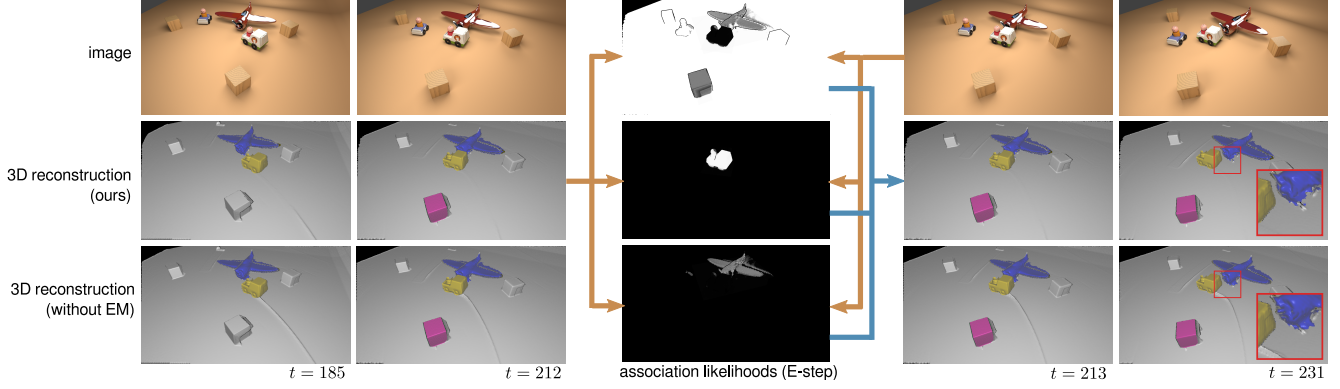 image
3D reconstruction
(ours)
3D reconstruction
(without EM)
t = 185
t = 212
association likelihoods (E-step)
t = 213
t = 231